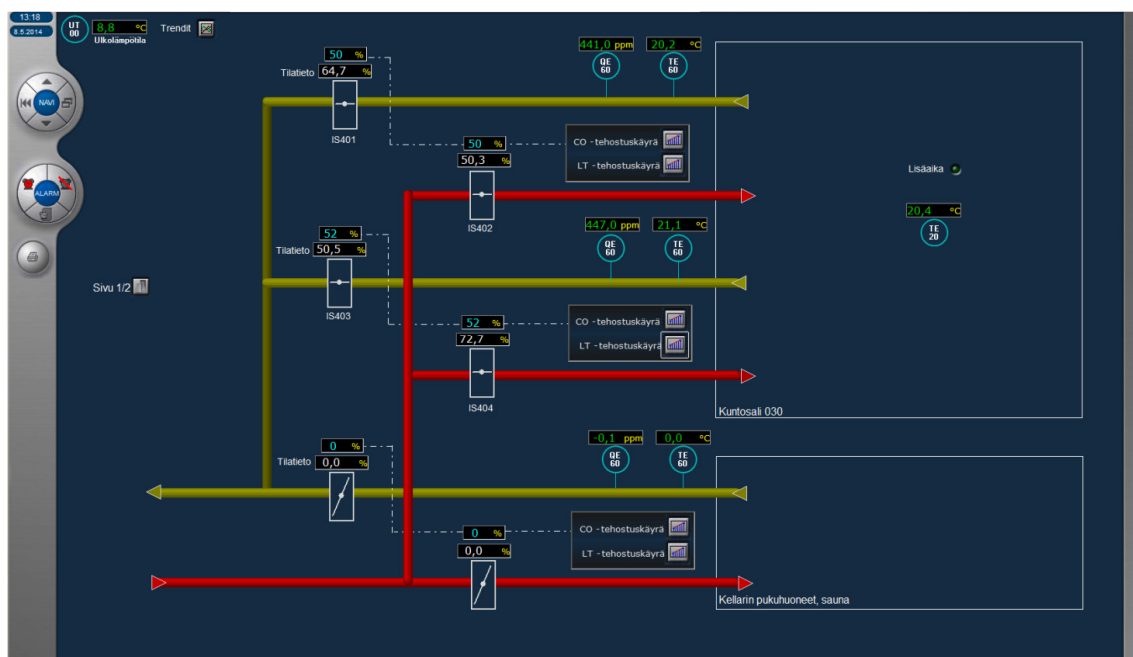 13:18
8.5.2014
UT 00
8,8 °C
Ulkolämpötila
Trendit
NAVI
ALARM
Sivu 1/2
50 %
Tilatieto 64,7 %
IS401
441,0 ppm
20,2 °C
QE 60
TE 60
50 %
50,3 %
IS402
CO -tehostuskäyrä
LT -tehostuskäyrä
Lisäaika
20,4 °C
TE 20
52 %
Tilatieto 50,5 %
IS403
447,0 ppm
21,1 °C
QE 60
TE 60
52 %
72,7 %
IS404
CO -tehostuskäyrä
LT -tehostuskäyrä
Kuntosali 030
0 %
Tilatieto 0,0 %
-0,1 ppm
0,0 °C
QE 60
TE 60
0 %
0,0 %
CO -tehostuskäyrä
LT -tehostuskäyrä
Kellarin pukuhuoneet, sauna